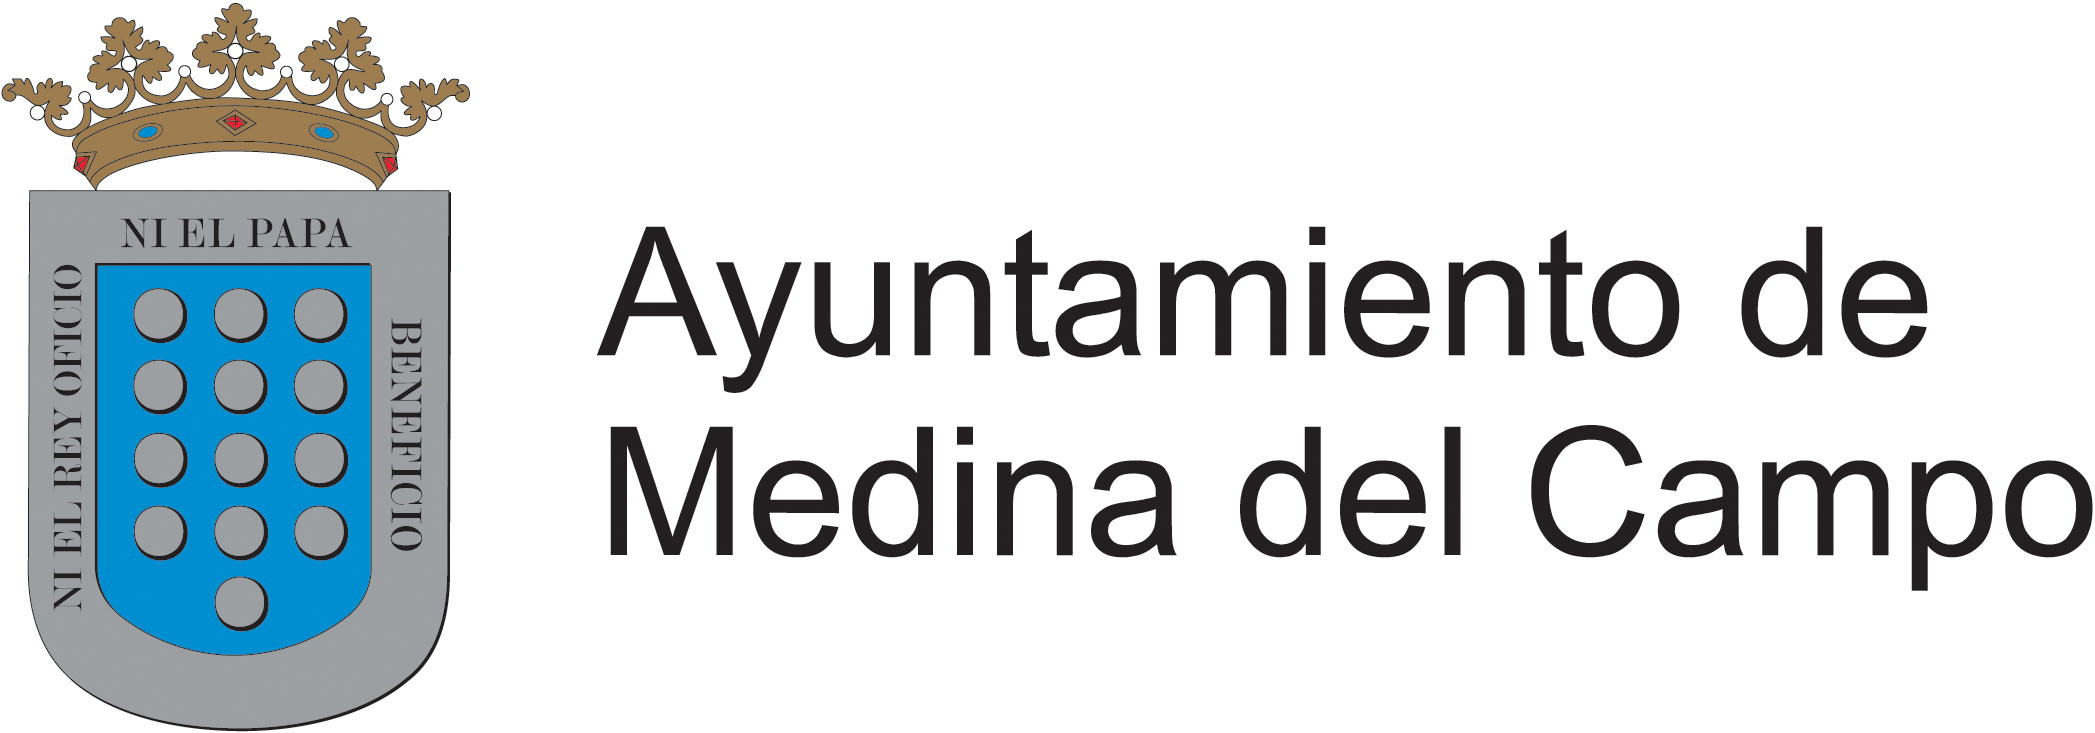 NI EL REY OFICIO
NI EL PAPA
BENEFICIO
Ayuntamiento de
Medina del Campo